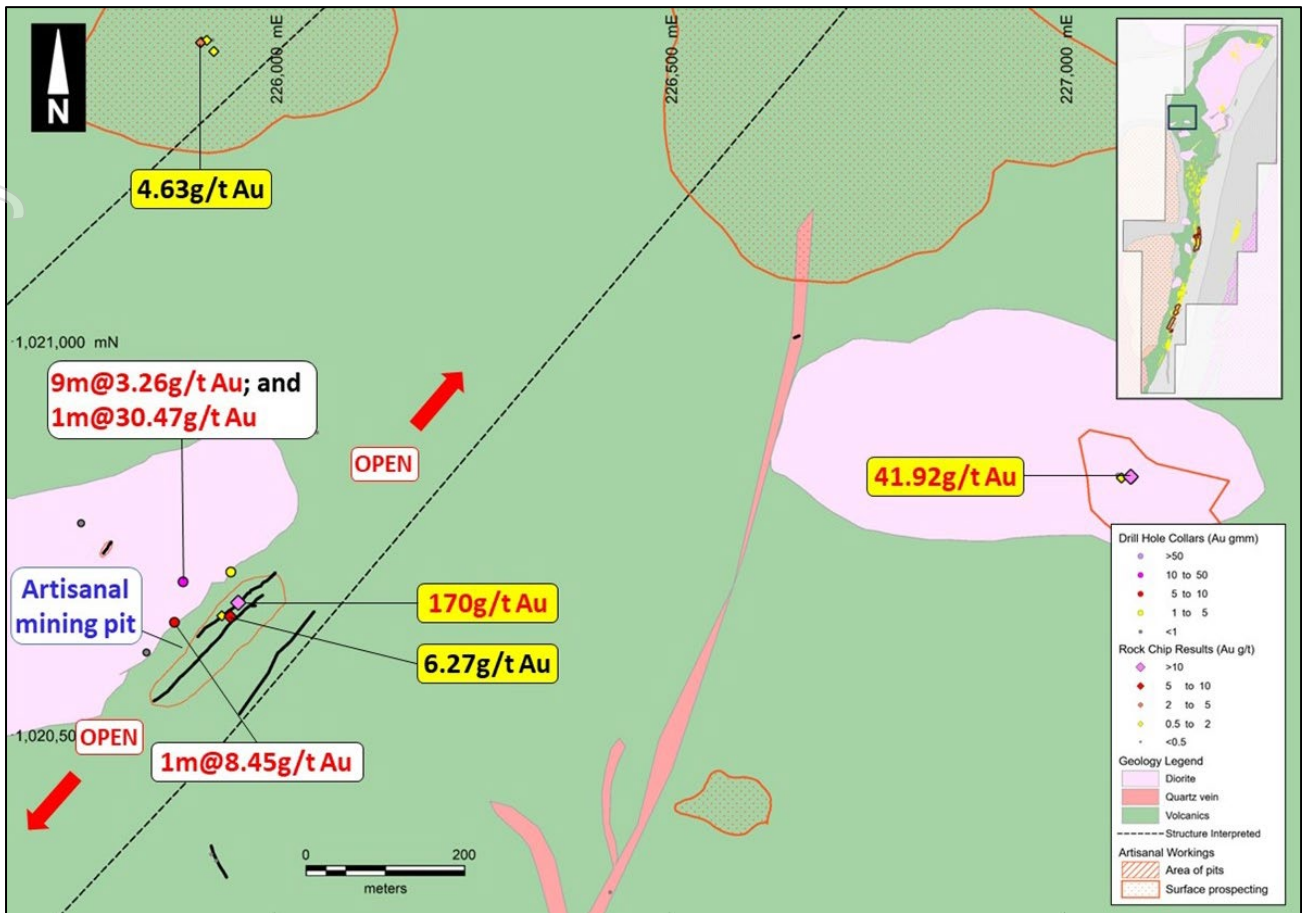 N
226,000 mE
226,500 mE
227,000 mE
4.63g/t Au
1,021,000 mN
9m@3.26g/t Au; and
1m@30.47g/t Au
OPEN
41.92g/t Au
Artisanal
mining pit
170g/t Au
6.27g/t Au
1,020,50
OPEN
1m@8.45g/t Au
0 200
meters
Drill Hole Collars (Au gmm)
>50
10 to 50
5 to 10
1 to 5
<1
Rock Chip Results (Au g/t)
>10
5 to 10
2 to 5
0.5 to 2
<0.5
Geology Legend
Diorite
Quartz vein
Volcanics
Structure Interpreted
Artisanal Workings
Area of pits
Surface prospecting